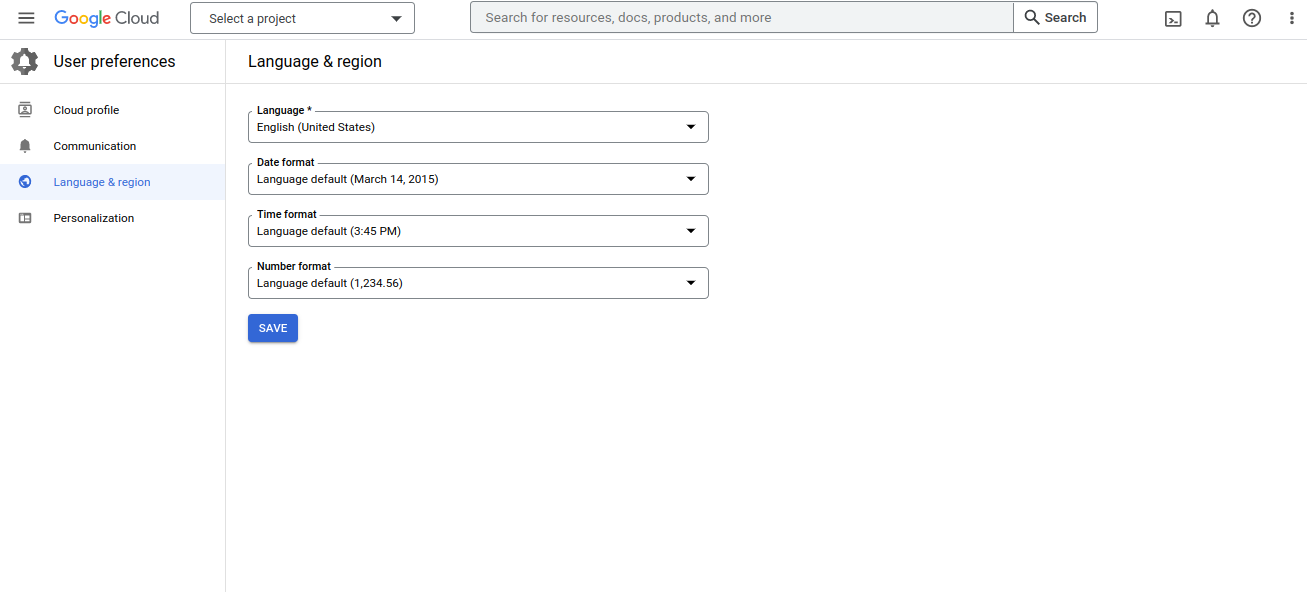 Google Cloud
Select a project
Search for resources, docs, products, and more
Search
User preferences
Language & region
Cloud profile
Communication
Language & region
Personalization
Language *
English (United States)
Date format
Language default (March 14, 2015)
Time format
Language default (3:45 PM)
Number format
Language default (1,234.56)
SAVE